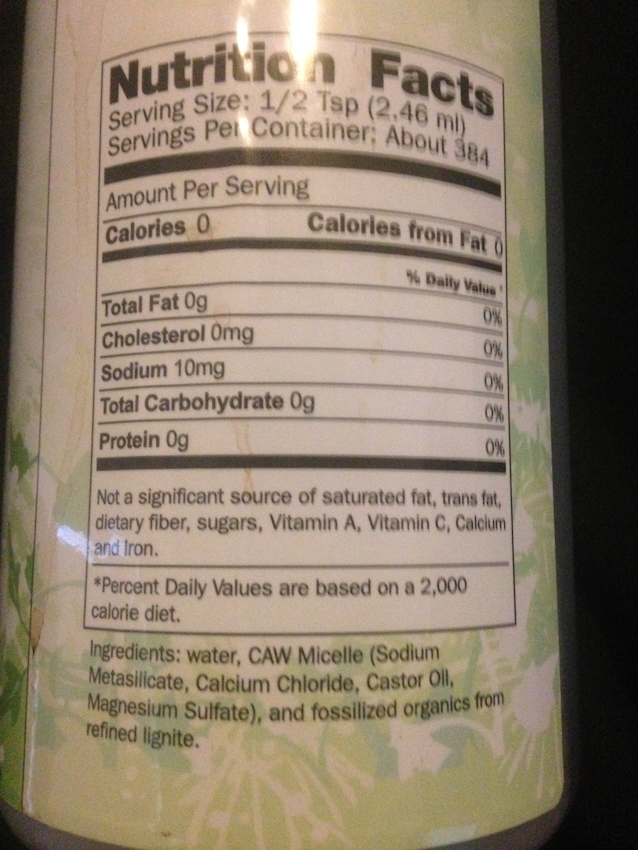 Nutrition Facts
Serving Size: 1/2 Tsp (2.46 ml)
Servings Per Container: About 384
Amount Per Serving
Calories 0 Calories from Fat 0
% Daily Value*
Total Fat 0g 0%
Cholesterol 0mg 0%
Sodium 10mg 0%
Total Carbohydrate 0g 0%
Protein 0g 0%
Not a significant source of saturated fat, trans fat,
dietary fiber, sugars, Vitamin A, Vitamin C, Calcium
and Iron.
*Percent Daily Values are based on a 2,000
calorie diet.
Ingredients: water, CAW Micelle (Sodium
Metasilicate, Calcium Chloride, Castor Oil,
Magnesium Sulfate), and fossilized organics from
refined lignite.